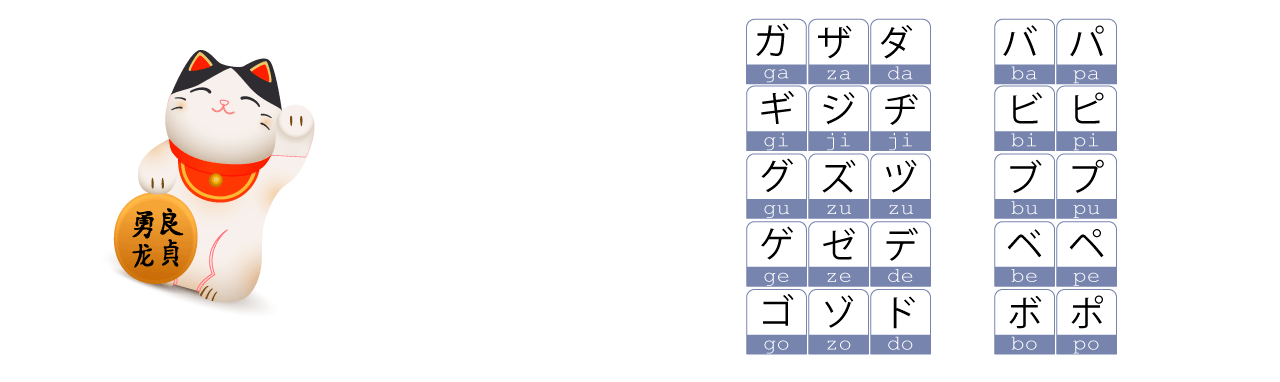 勇良
龙貞
ガ ザ ダ バ パ
ga za da ba pa
ギ ジ ヂ ビ ピ
gi ji ji bi pi
グ ズ ヅ ブ プ
gu zu zu bu pu
ゲ ゼ デ ベ ペ
ge ze de be pe
ゴ ゾ ド ボ ポ
go zo do bo po